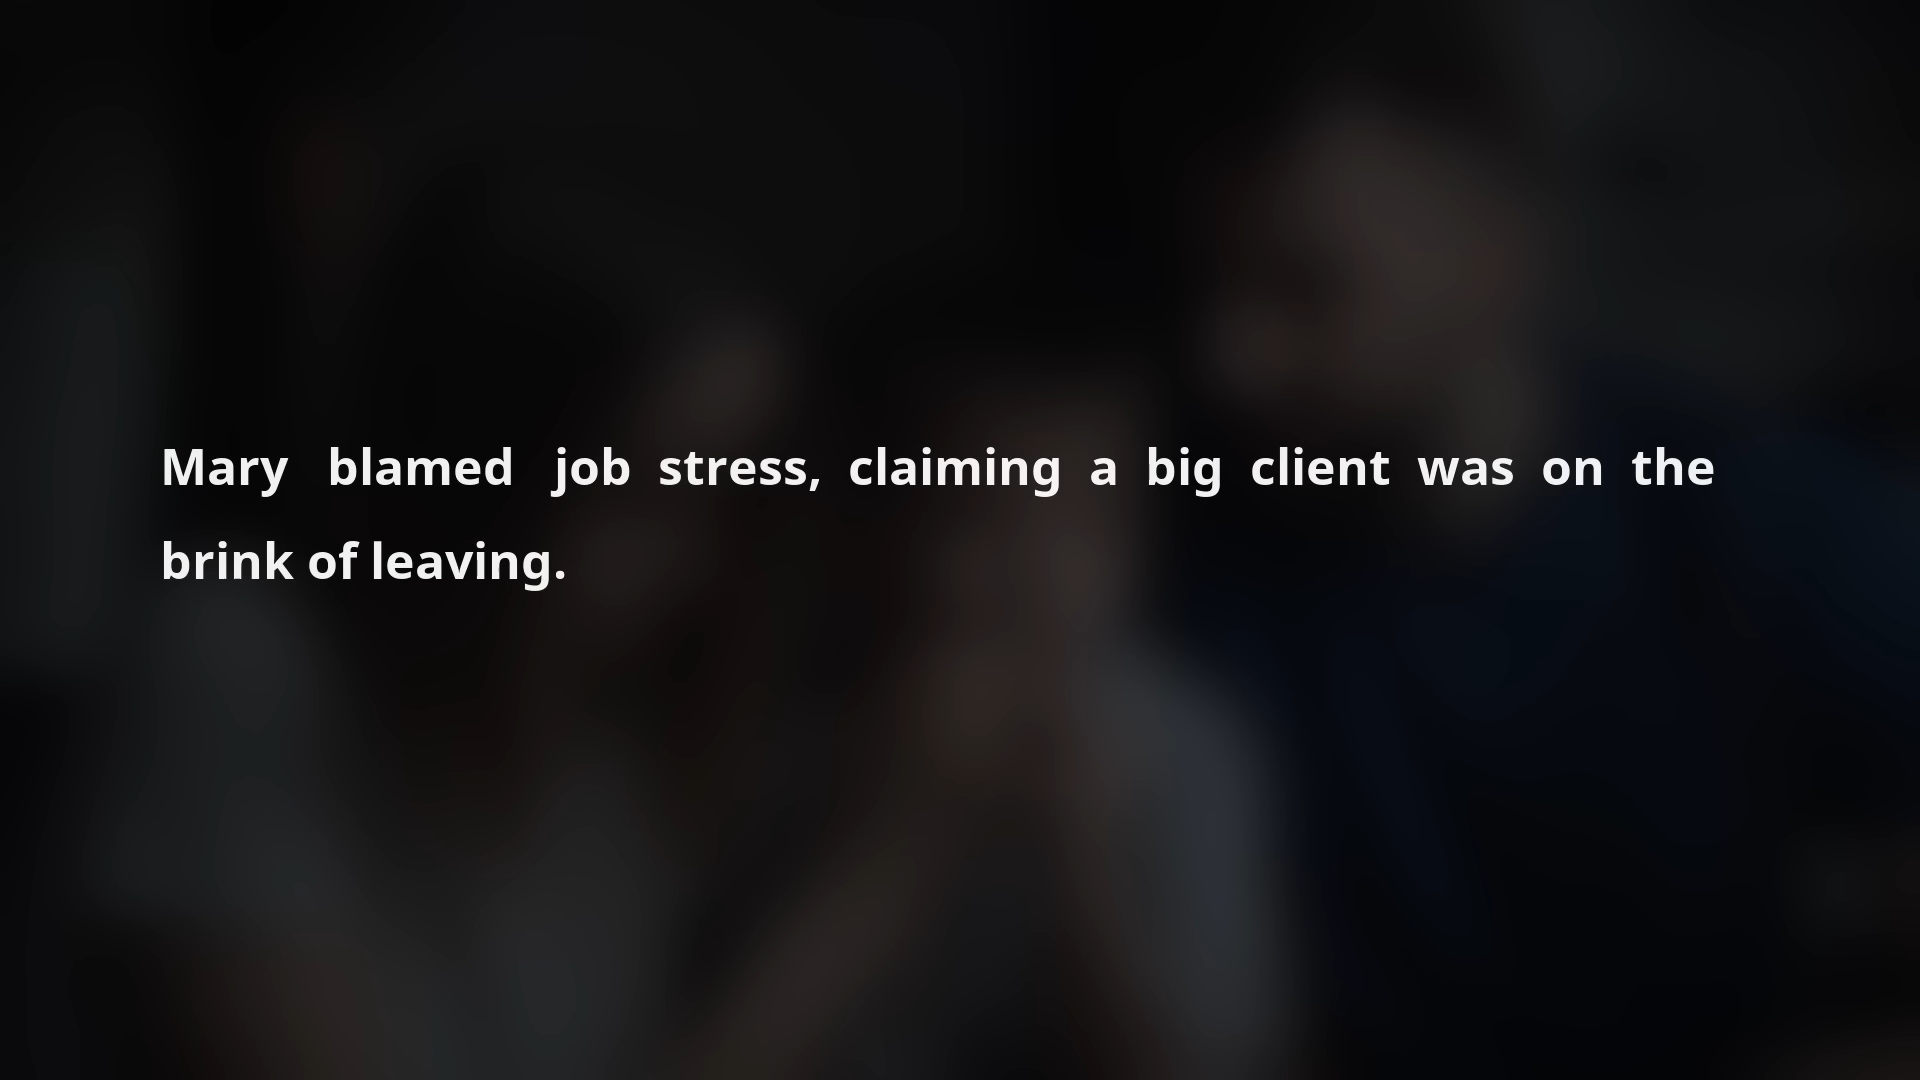 Mary blamed job stress, claiming a big client was on the
brink of leaving.